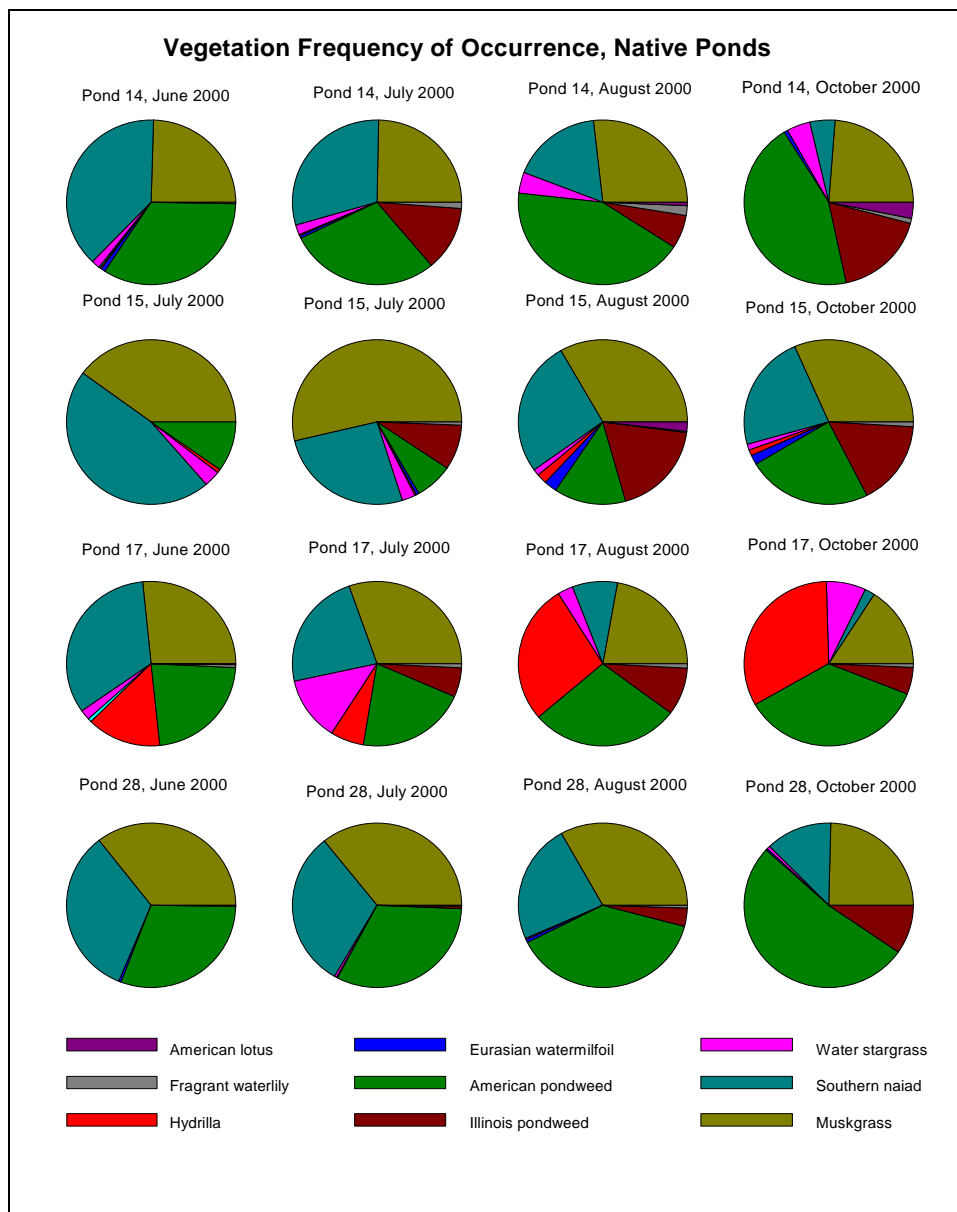 Vegetation Frequency of Occurrence, Native Ponds
Pond 14, June 2000
Pond 14, July 2000
Pond 14, August 2000
Pond 14, October 2000
Pond 15, July 2000
Pond 15, July 2000
Pond 15, August 2000
Pond 15, October 2000
Pond 17, June 2000
Pond 17, July 2000
Pond 17, August 2000
Pond 17, October 2000
Pond 28, June 2000
Pond 28, July 2000
Pond 28, August 2000
Pond 28, October 2000
American lotus
Eurasian watermilfoil
Water stargrass
Fragrant waterlily
American pondweed
Southern naiad
Hydrilla
Illinois pondweed
Muskgrass